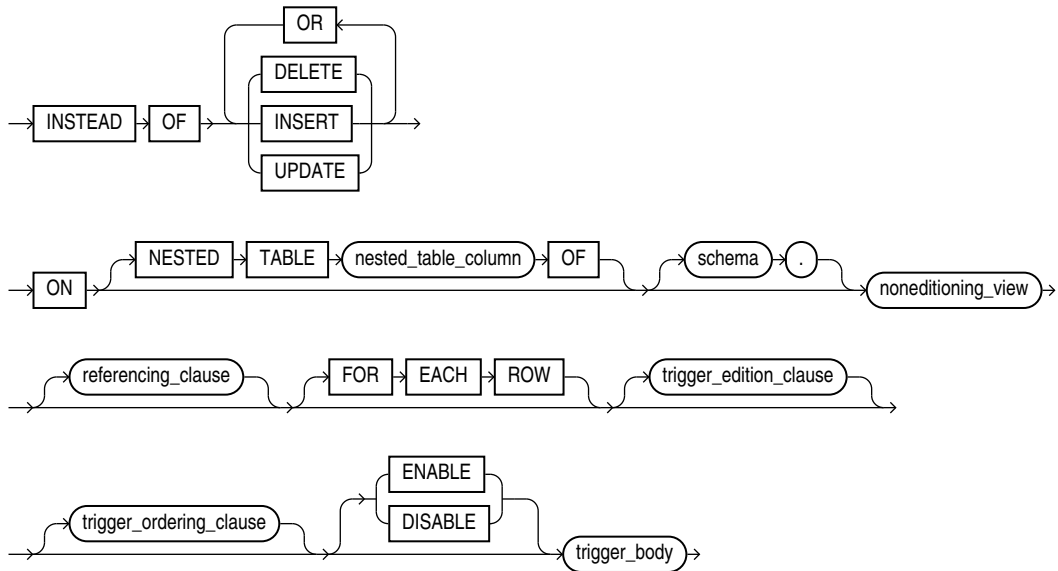 OR
DELETE
INSTEAD OF INSERT
UPDATE
NESTED TABLE nested_table_column OF schema .
ON noneditioning_view
referencing_clause FOR EACH ROW trigger_edition_clause
ENABLE
trigger_ordering_clause DISABLE
trigger_body